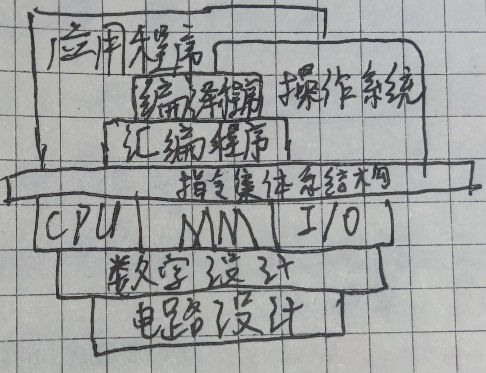 应用程序
编译程序 操作系统
汇编程序
指令集体系结构
CPU MM I/O
数字设计
电路设计